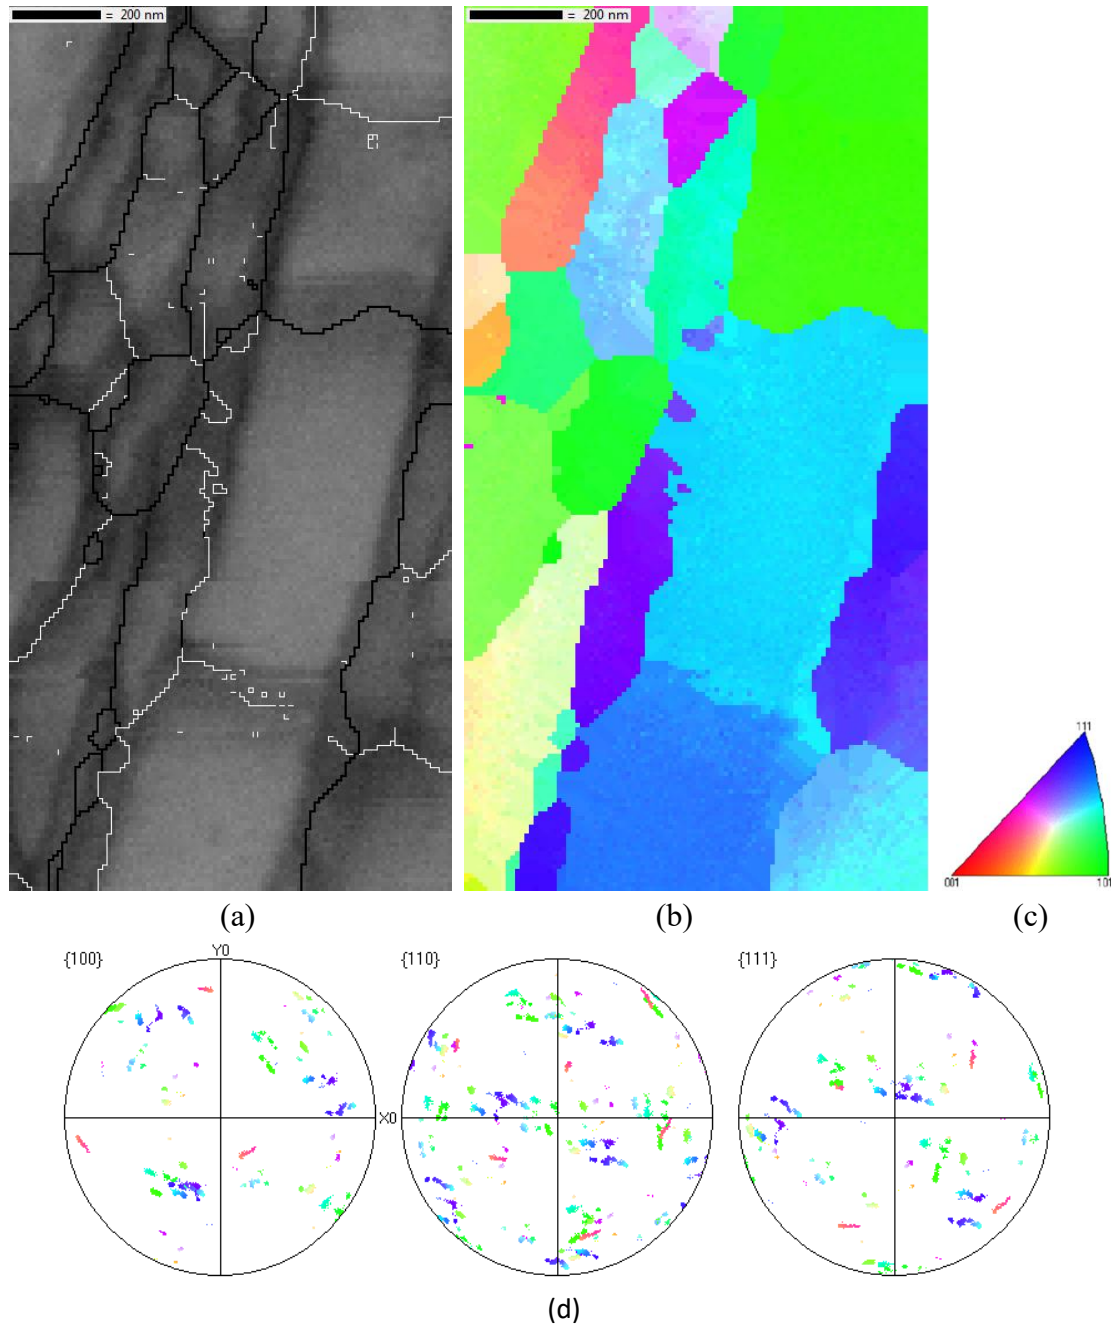 = 200 nm
= 200 nm
111
001
101
(a)
(b)
(c)
{100}
Y0
{110}
{111}
X0
(d)